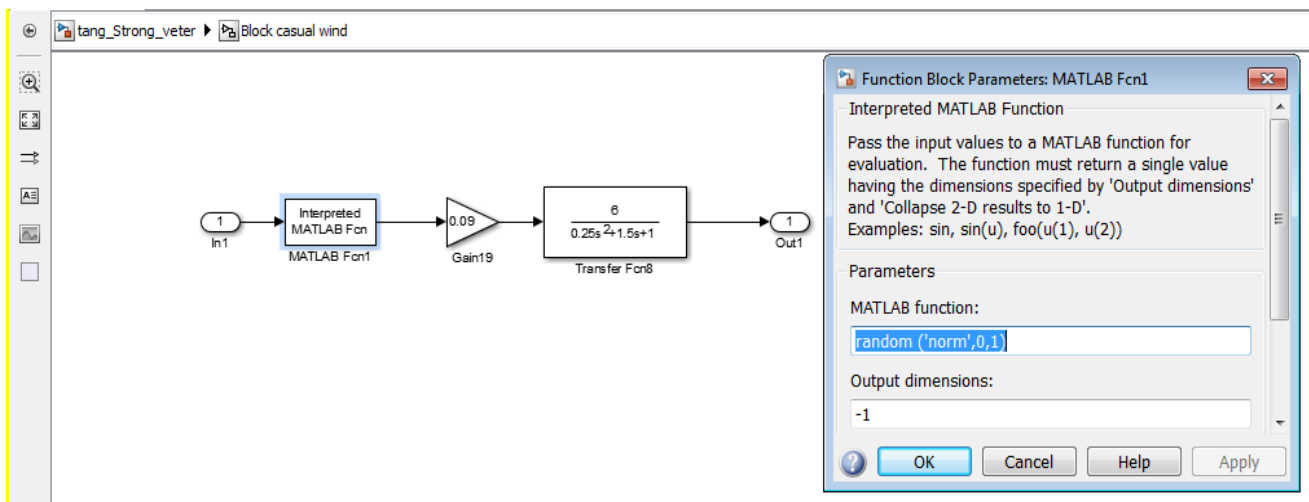 tang_Strong_veter Block casual wind
1
In1
Interpreted
MATLAB Fcn
MATLAB Fcn1
0.09
Gain19
6
0.25s²+1.5s+1
Transfer Fcn8
1
Out1
Function Block Parameters: MATLAB Fcn1
Interpreted MATLAB Function
Pass the input values to a MATLAB function for
evaluation. The function must return a single value
having the dimensions specified by 'Output dimensions'
and 'Collapse 2-D results to 1-D'.
Examples: sin, sin(u), foo(u(1), u(2))
Parameters
MATLAB function:
random ('norm',0,1)
Output dimensions:
-1
OK Cancel Help Apply